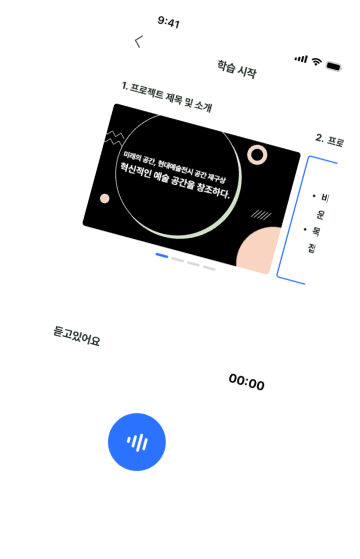 9:41
학습 시작
1. 프로젝트 제목 및 소개
미래의 공간, 현대예술전시 공간 재구상
혁신적인 예술 공간을 창조하다.
2. 프로
• 비
운
• 목
듣고있어요
00:00